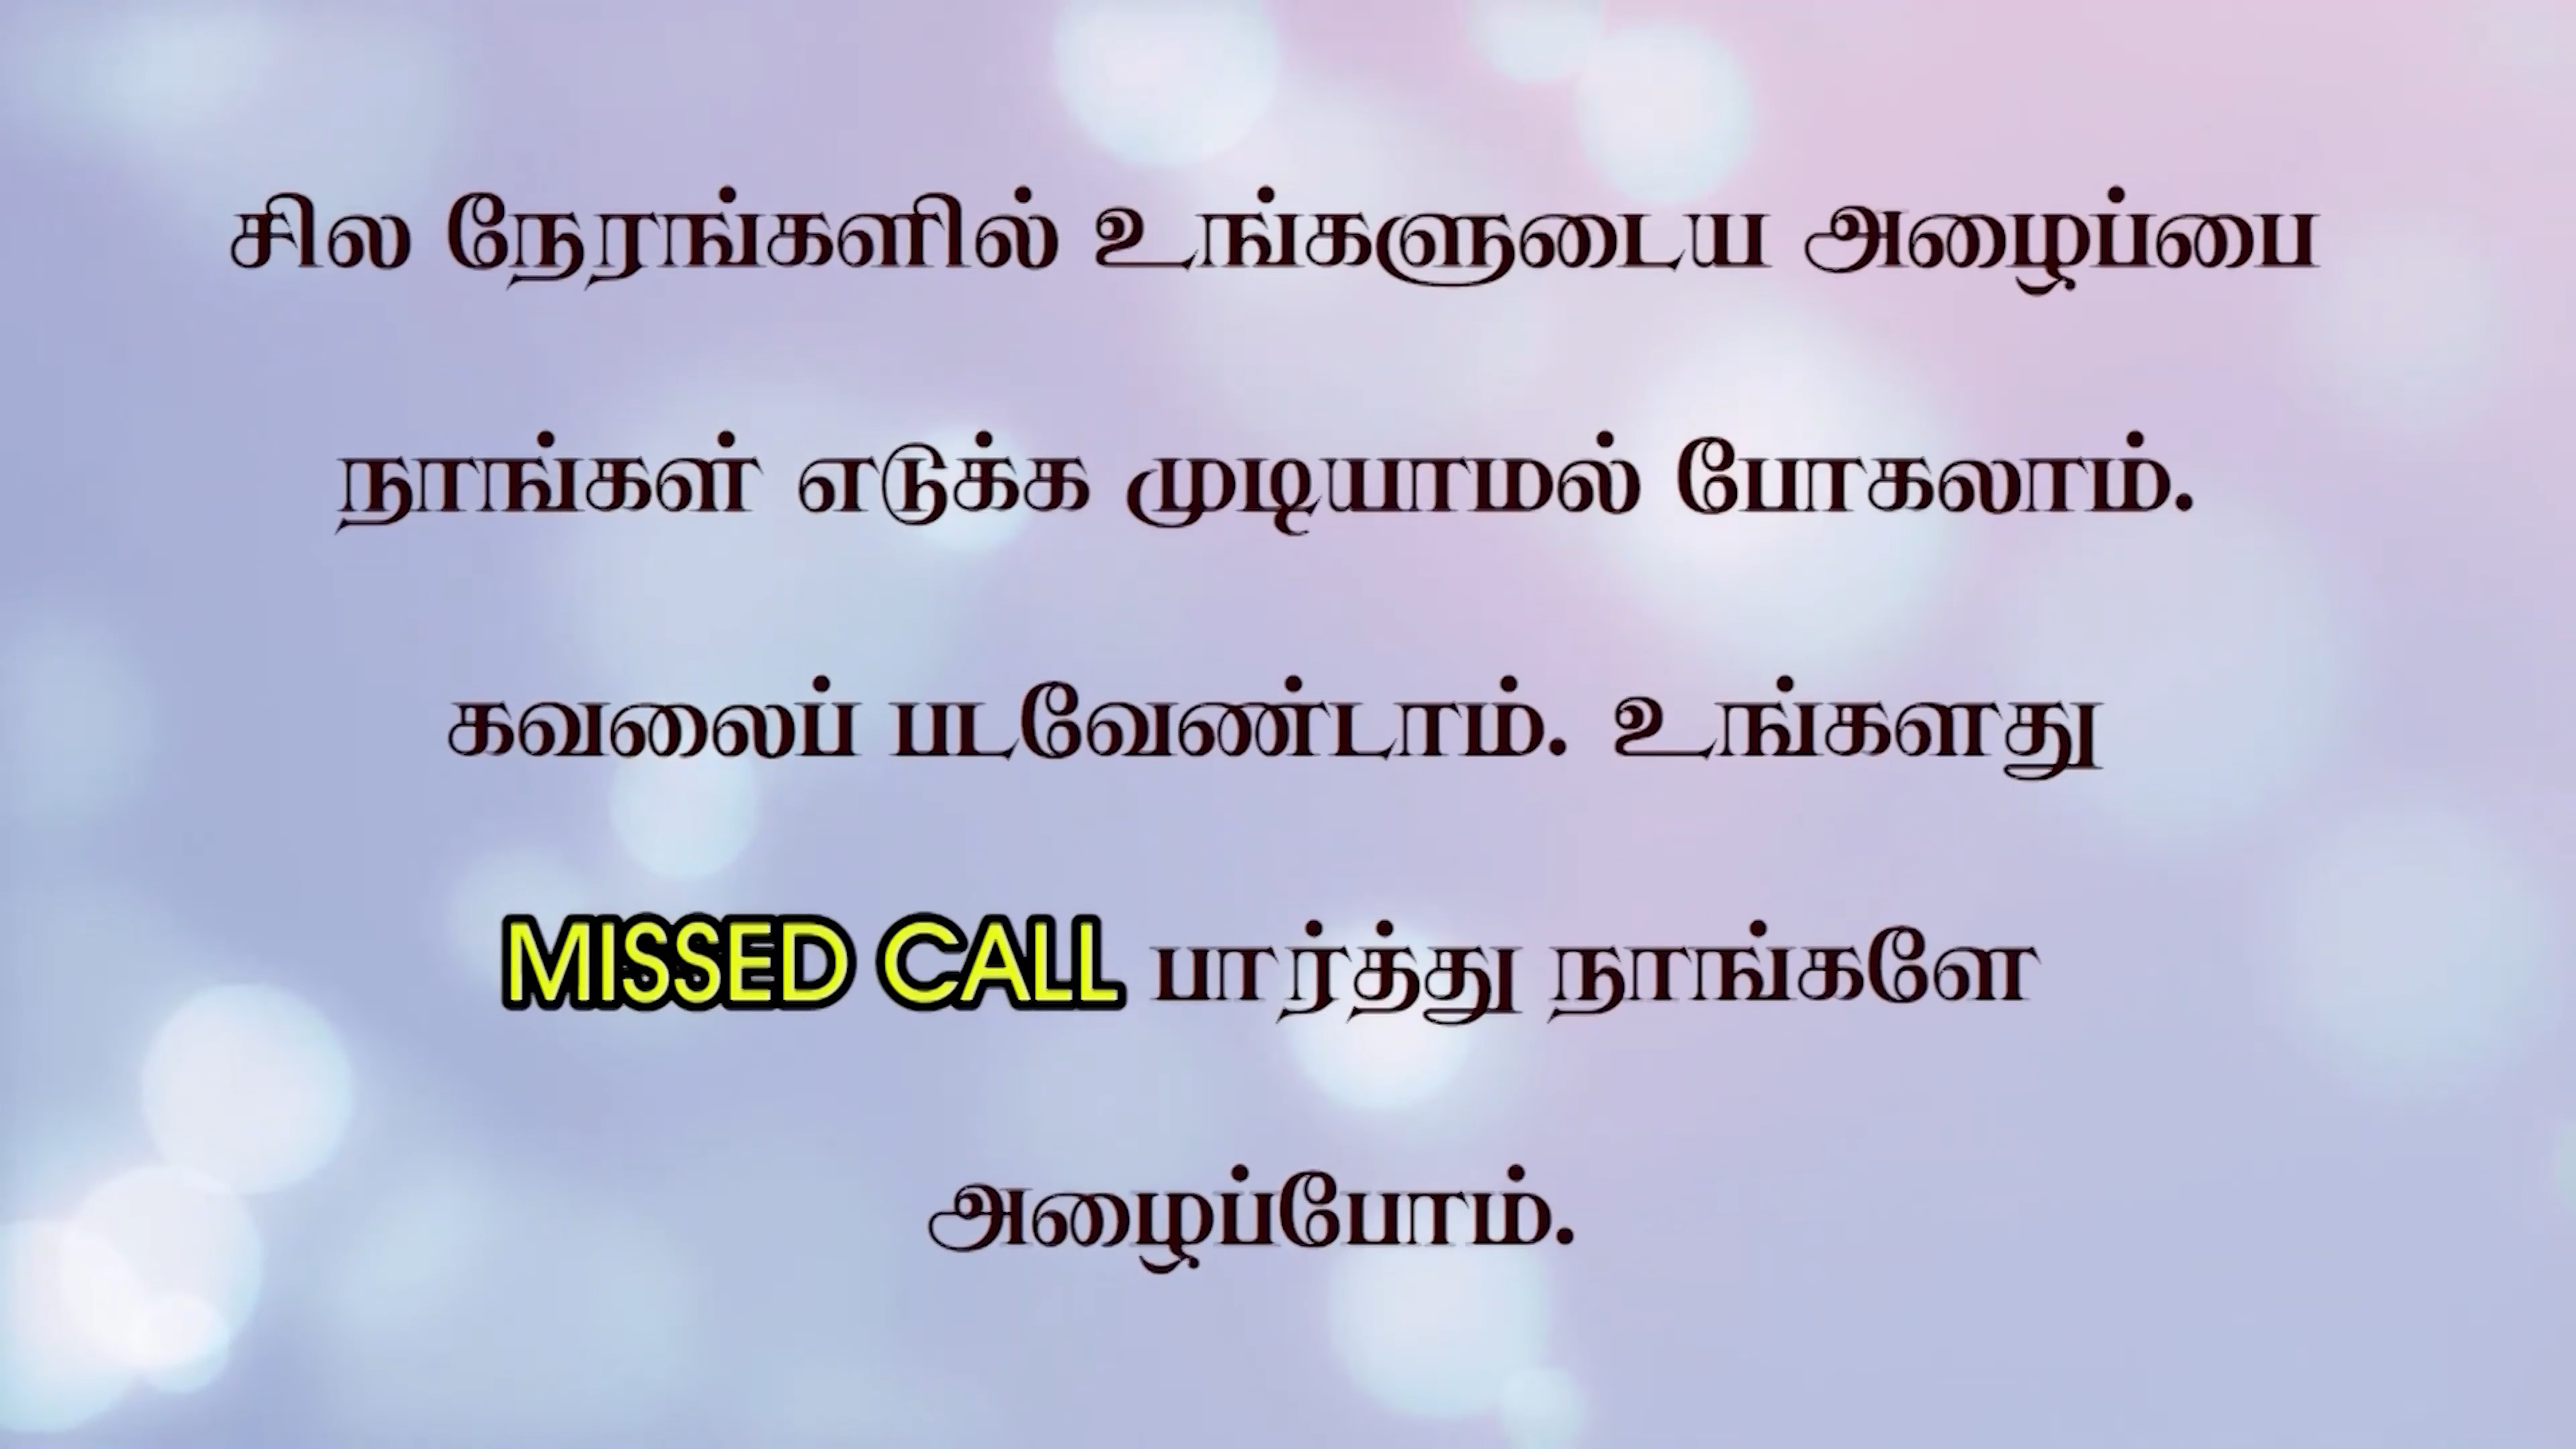 சில நேரங்களில் உங்களுடைய அழைப்பை
நாங்கள் எடுக்க முடியாமல் போகலாம்.
கவலைப் படவேண்டாம். உங்களது
MISSED CALL பார்த்து நாங்களே
அழைப்போம்.